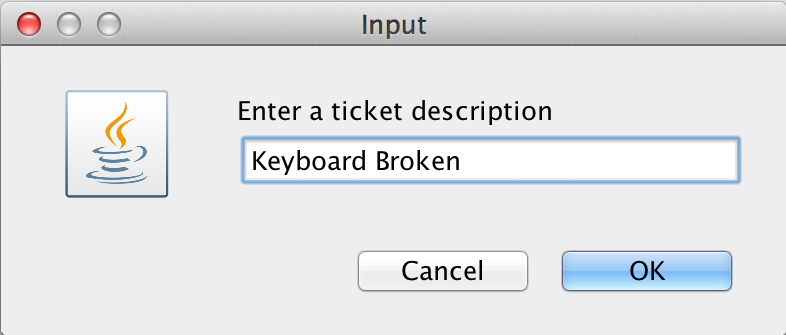 Input
Enter a ticket description
Keyboard Broken
Cancel
OK